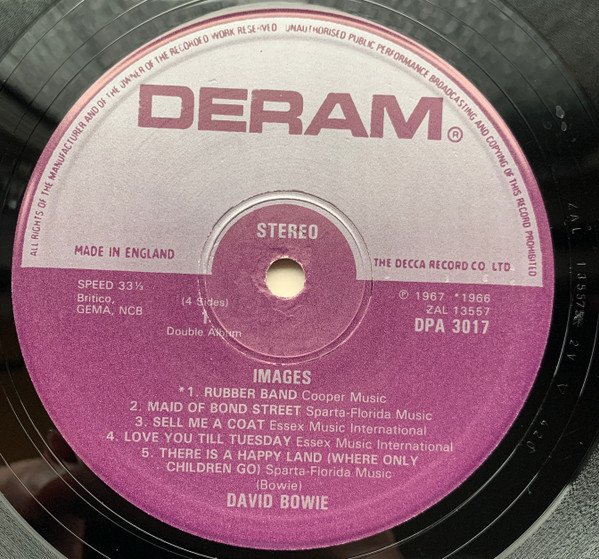 ALL RIGHTS OF THE MANUFACTURER AND OF THE OWNER OF THE RECORDED WORK RESERVED UNAUTHORISED PUBLIC PERFORMANCE BROADCASTING AND COPYING OF THIS RECORD PROHIBITED
DERAM®
STEREO
MADE IN ENGLAND
THE DECCA RECORD CO. LTD.
SPEED 33⅓
Britico,
GEMA, NCB
(4 Sides)
1
Double Album
℗ 1967 *1966
ZAL 13557
DPA 3017
IMAGES
*1. RUBBER BAND Cooper Music
2. MAID OF BOND STREET Sparta-Florida Music
3. SELL ME A COAT Essex Music International
4. LOVE YOU TILL TUESDAY Essex Music International
5. THERE IS A HAPPY LAND (WHERE ONLY
CHILDREN GO) Sparta-Florida Music
(Bowie)
DAVID BOWIE